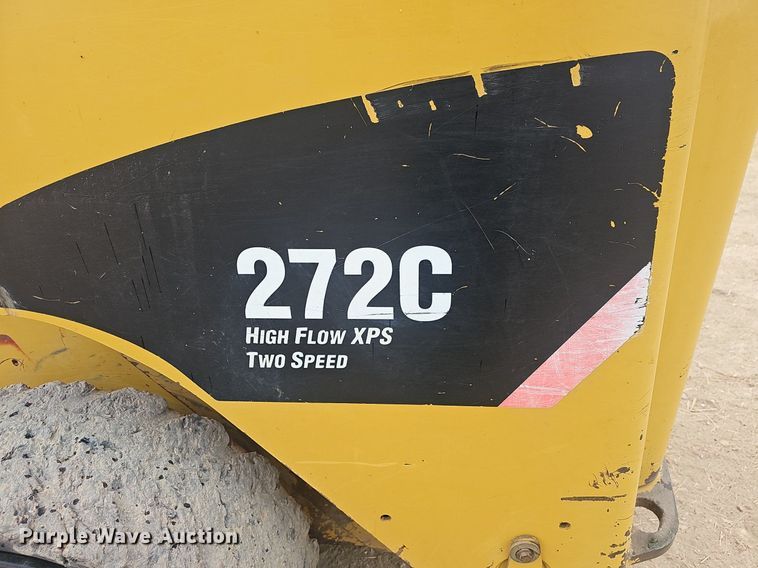 272C
HIGH FLOW XPS
TWO SPEED
Purple Wave Auction